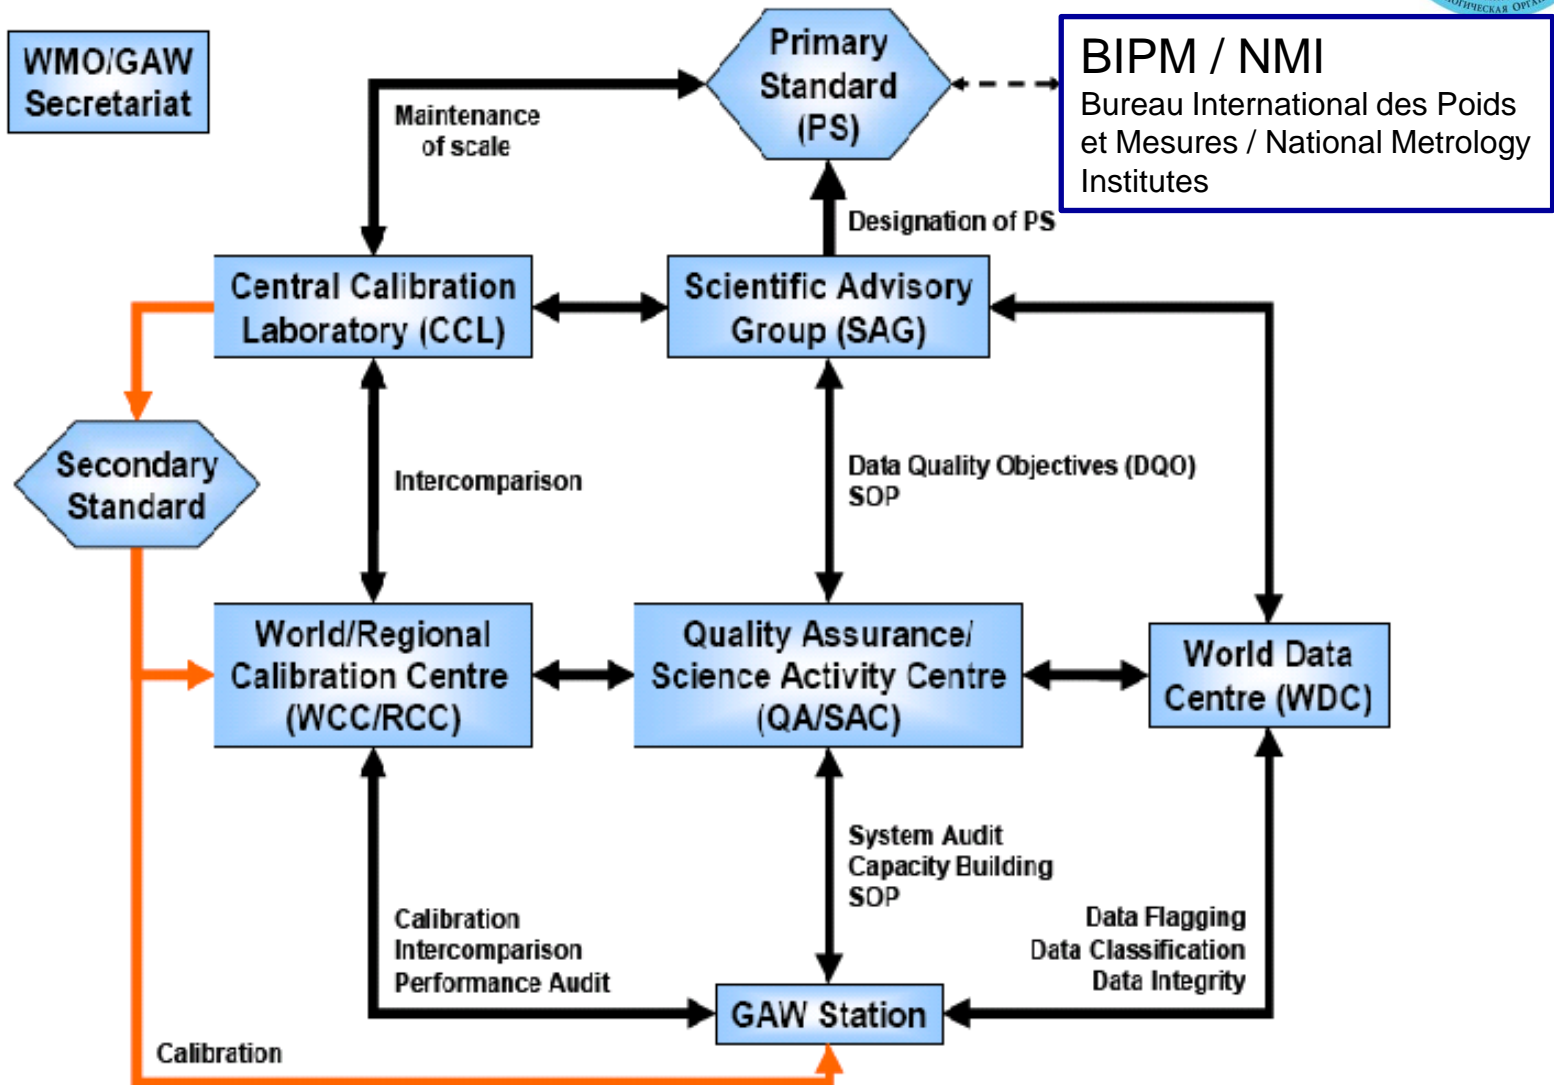 ОГИЧЕСКАЯ ОРГА
WMO/GAW
Secretariat
Primary
Standard
(PS)
BIPM / NMI
Bureau International des Poids
et Mesures / National Metrology
Institutes
Maintenance
of scale
Designation of PS
Central Calibration
Laboratory (CCL)
Scientific Advisory
Group (SAG)
Secondary
Standard
Intercomparison
Data Quality Objectives (DQO)
SOP
World/Regional
Calibration Centre
(WCC/RCC)
Quality Assurance/
Science Activity Centre
(QA/SAC)
World Data
Centre (WDC)
System Audit
Capacity Building
SOP
Calibration
Intercomparison
Performance Audit
Data Flagging
Data Classification
Data Integrity
GAW Station
Calibration